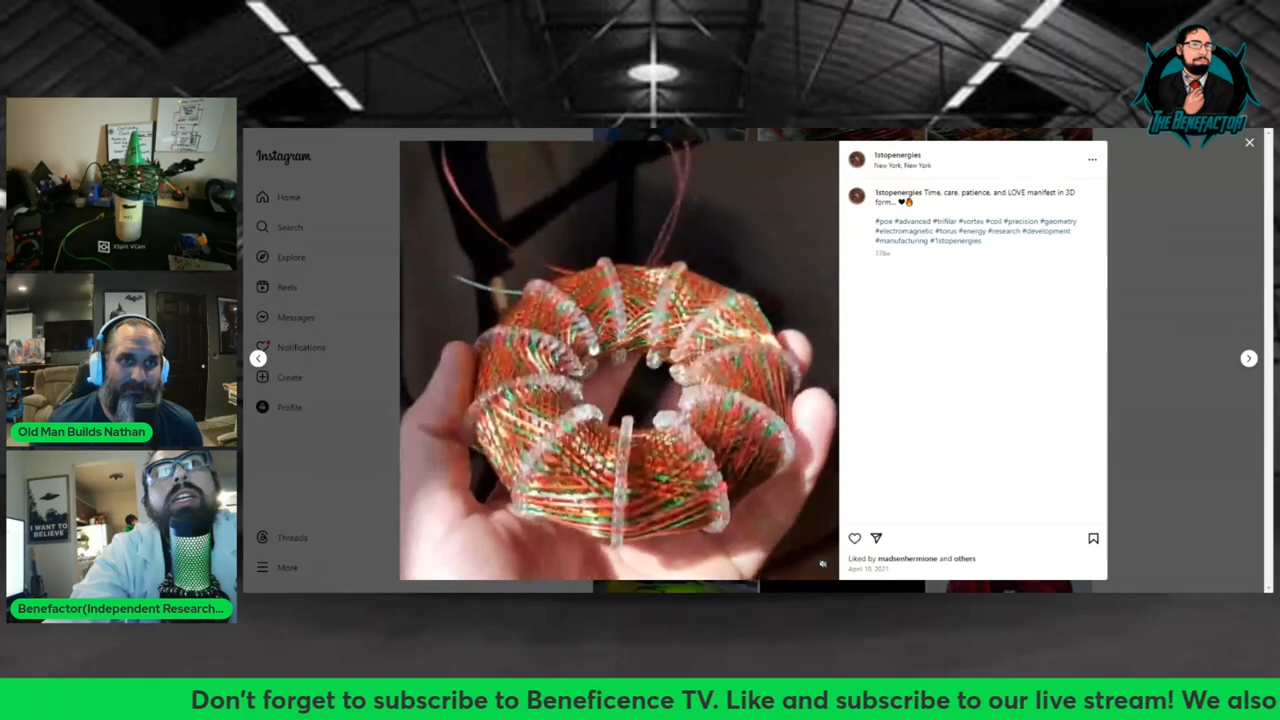 THE BENEFACTOR
XSplit VCam
Old Man Builds Nathan
I WANT TO
BELIEVE
Benefactor(Independent Research...
Instagram
Home
Search
Explore
Reels
Messages
Notifications
Create
Profile
Threads
More
1stopenergies
New York, New York
1stopenergies Time, care, patience, and LOVE manifest in 3D
form...
#poe #advanced #trifilar #vortex #coil #precision #geometry
#electromagnetic #torus #energy #research #development
#manufacturing #1stopenergies
Liked by madsenhermione and others
April 10, 2021
Don't forget to subscribe to Beneficence TV. Like and subscribe to our live stream! We also